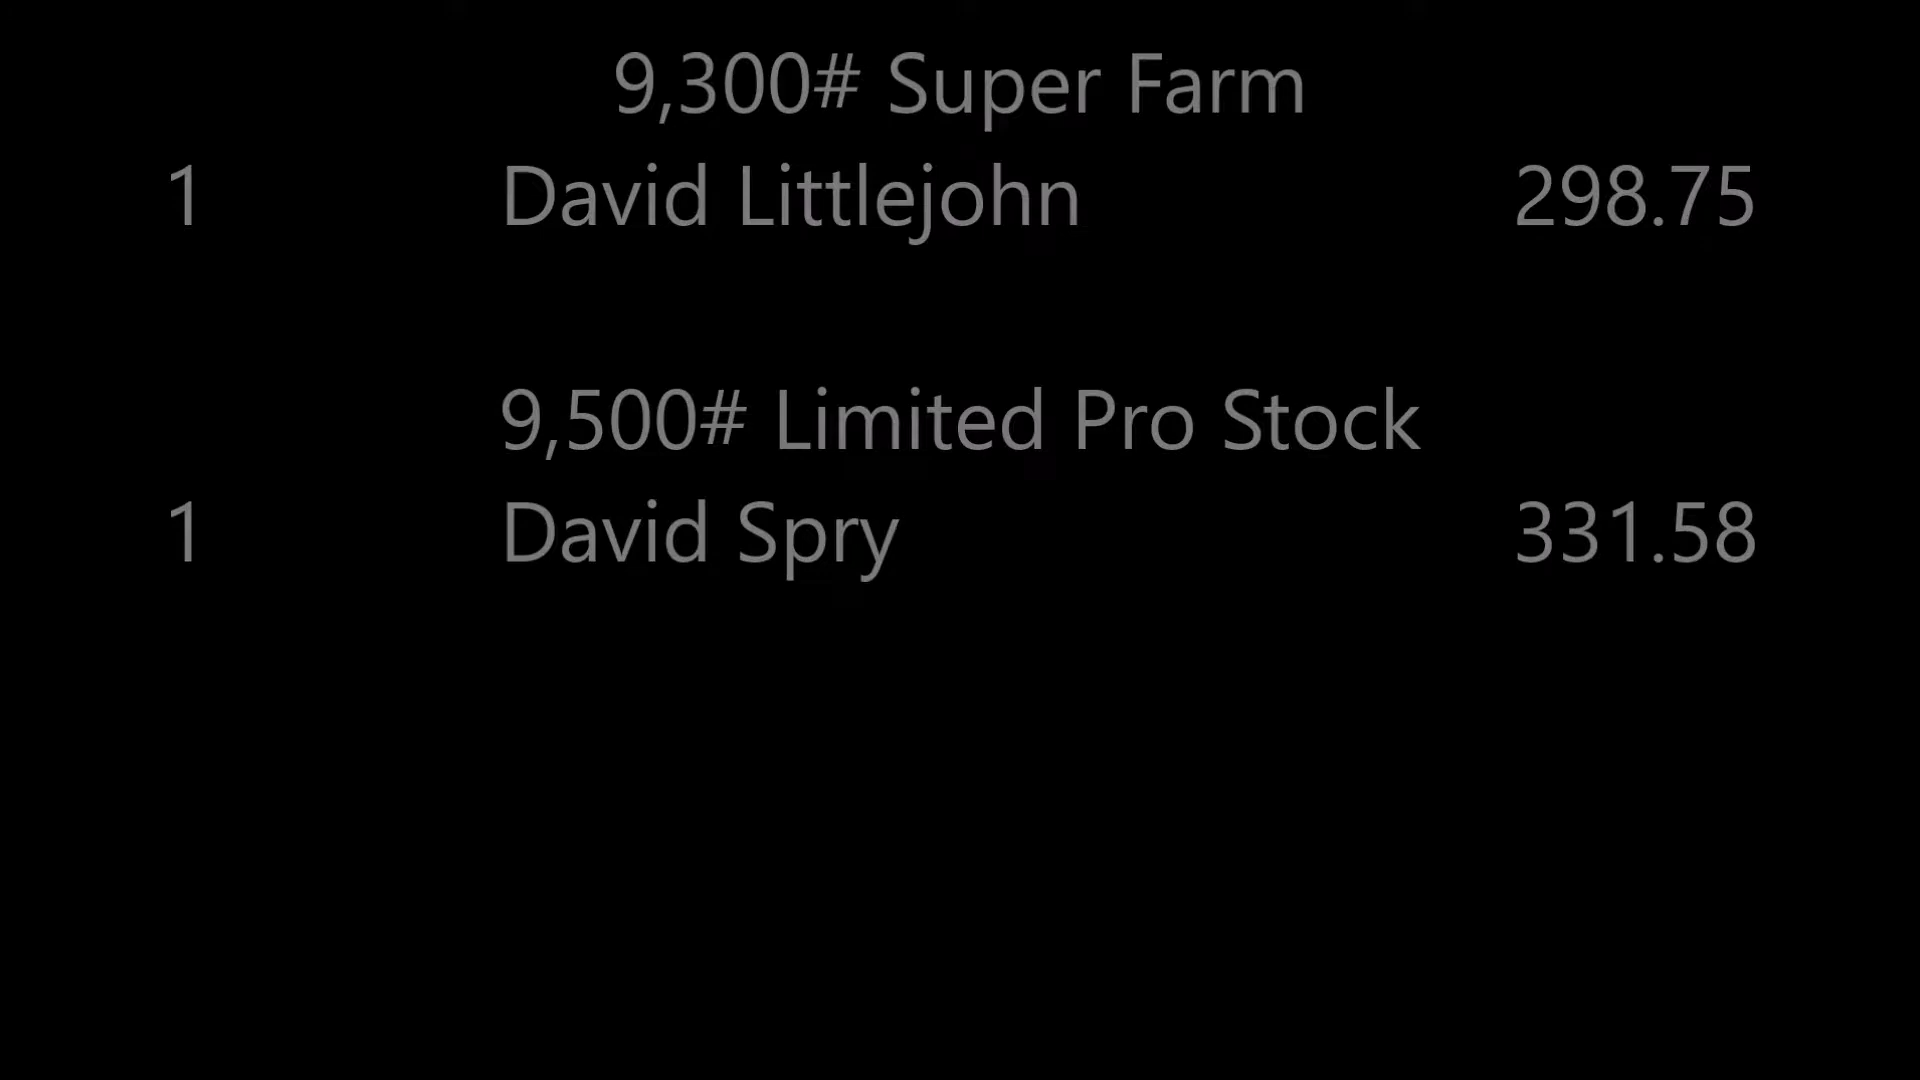 9,300# Super Farm
1 David Littlejohn 298.75
9,500# Limited Pro Stock
1 David Spry 331.58